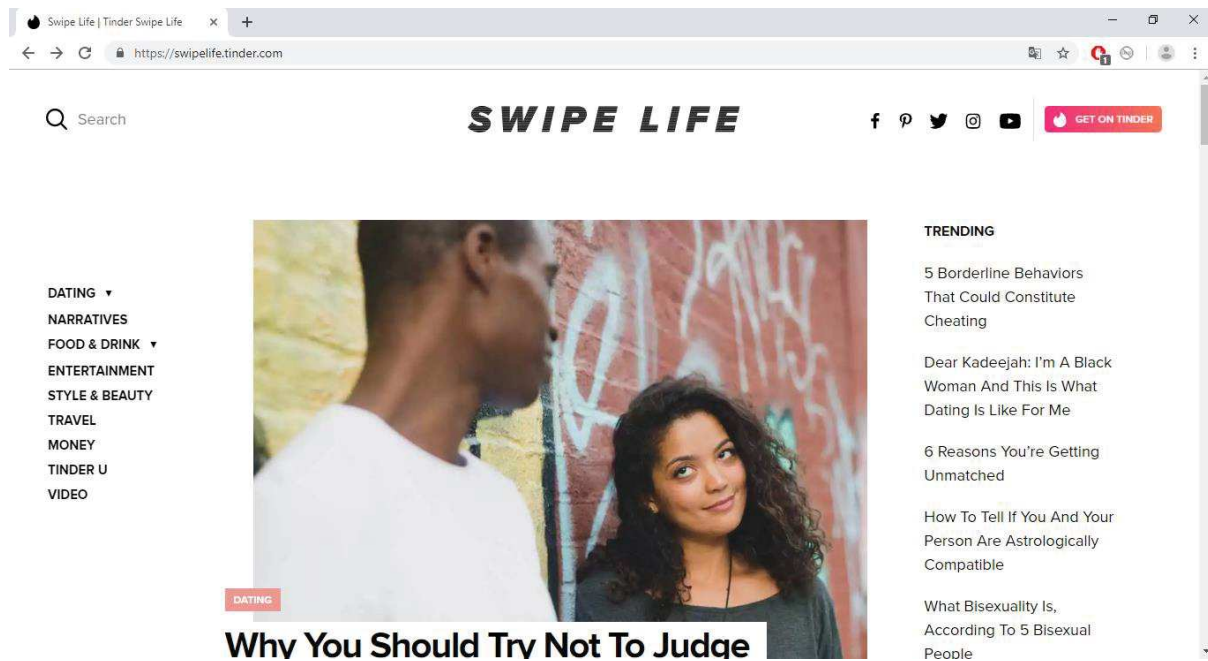 Swipe Life | Tinder Swipe Life
https://swipelife.tinder.com
1
Search
SWIPE LIFE
GET ON TINDER
DATING ▼
NARRATIVES
FOOD & DRINK ▼
ENTERTAINMENT
STYLE & BEAUTY
TRAVEL
MONEY
TINDER U
VIDEO
DATING
Why You Should Try Not To Judge
TRENDING
5 Borderline Behaviors
That Could Constitute
Cheating
Dear Kadeejah: I'm A Black
Woman And This Is What
Dating Is Like For Me
6 Reasons You're Getting
Unmatched
How To Tell If You And Your
Person Are Astrologically
Compatible
What Bisexuality Is,
According To 5 Bisexual
People